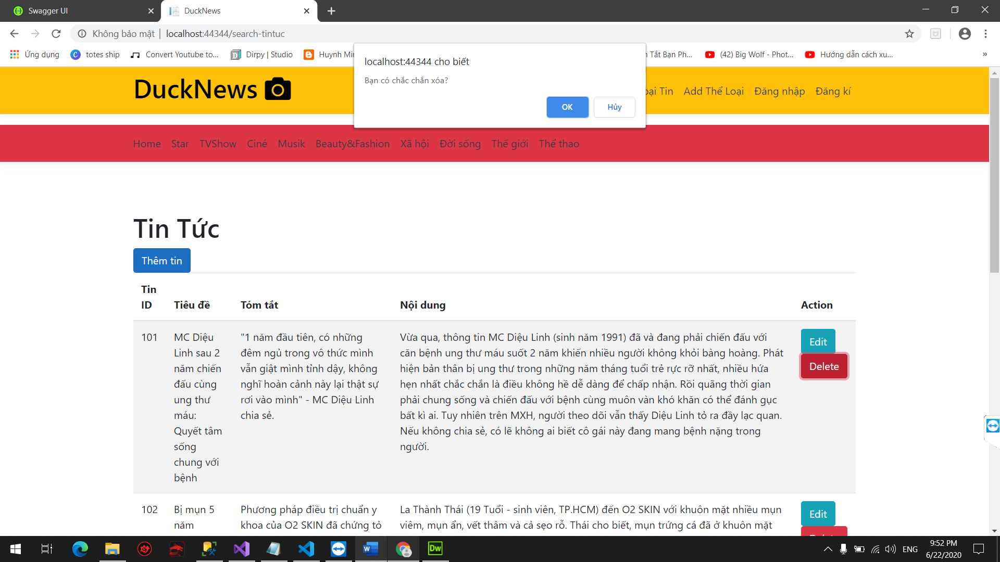 Swagger UI
DuckNews
Không bảo mật | localhost:44344/search-tintuc
Ứng dụng
totes ship
Convert Youtube to...
Dirpy | Studio
Huynh
Tắt Bạn Ph...
(42) Big Wolf - Phot...
Hướng dẫn cách xu...
»
localhost:44344 cho biết
Bạn có chắc chắn xóa?
OK
Hủy
DuckNews
Tin
Add Thể Loại
Đăng nhập
Đăng kí
Home
Star
TVShow
Ciné
Musik
Beauty&Fashion
Xã hội
Đời sống
Thế giới
Thể thao
Tin Tức
Thêm tin
Tin
ID
Tiêu đề
Tóm tắt
Nội dung
Action
101
MC Diệu
Linh sau 2
năm chiến
đấu cùng
ung thư
máu:
Quyết tâm
sống
chung với
bệnh
"1 năm đầu tiên, có những
đêm ngủ trong vô thức mình
vẫn giật mình tỉnh dậy, không
nghĩ hoàn cảnh này lại thật sự
rơi vào mình" - MC Diệu Linh
chia sẻ.
Vừa qua, thông tin MC Diệu Linh (sinh năm 1991) đã và đang phải chiến đấu với
căn bệnh ung thư máu suốt 2 năm khiến nhiều người không khỏi bàng hoàng. Phát
hiện bản thân bị ung thư trong những năm tháng tuổi trẻ rực rỡ nhất, nhiều hứa
hẹn nhất chắc chắn là điều không hề dễ dàng để chấp nhận. Rồi quãng thời gian
phải chung sống và chiến đấu với bệnh cùng muôn vàn khó khăn có thể đánh gục
bất kì ai. Tuy nhiên trên MXH, người theo dõi vẫn thấy Diệu Linh tỏ ra đầy lạc quan.
Nếu không chia sẻ, có lẽ không ai biết cô gái này đang mang bệnh nặng trong
người.
Edit
Delete
102
Bị mụn 5
năm
Phương pháp điều trị chuẩn y
khoa của O2 SKIN đã chứng tỏ
La Thành Thái (19 Tuổi - sinh viên, TP.HCM) đến O2 SKIN với khuôn mặt nhiều mụn
viêm, mụn ẩn, vết thâm và cả sẹo rỗ. Thái cho biết, mụn trứng cá đã ở khuôn mặt
Edit
Dw
ENG
9:52 PM
6/22/2020